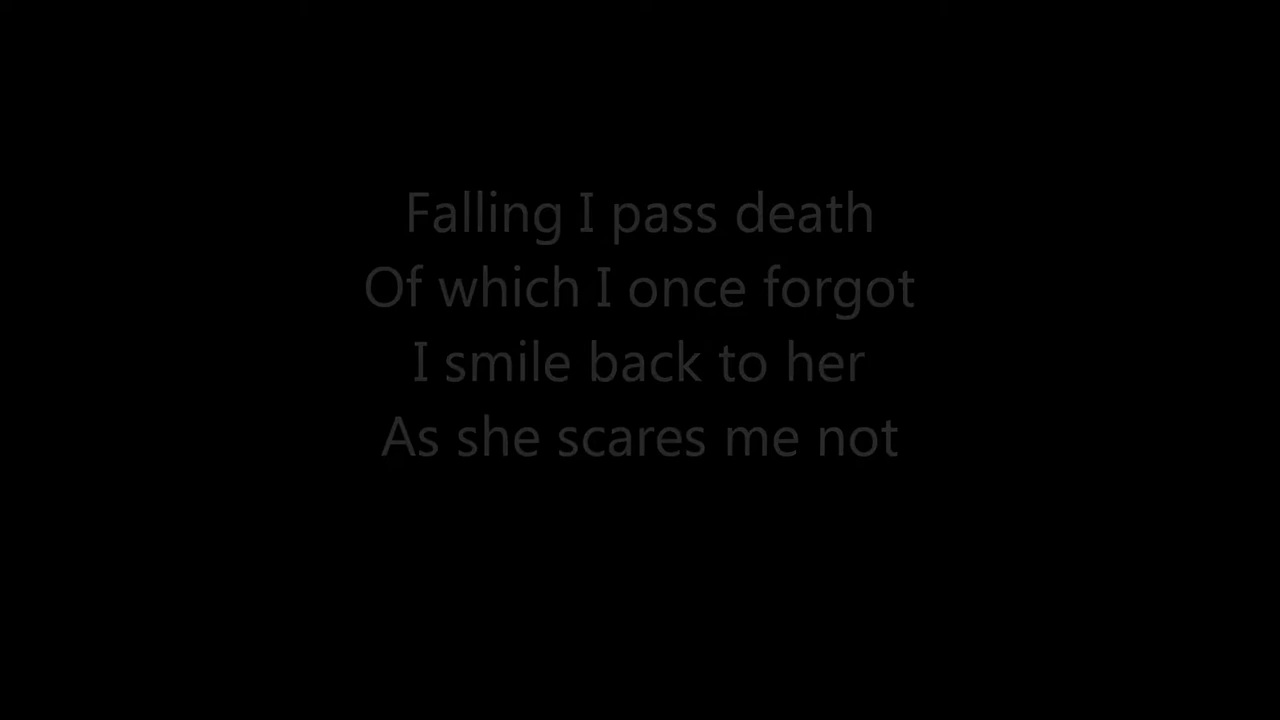 Falling I pass death
Of which I once forgot
I smile back to her
As she scares me not